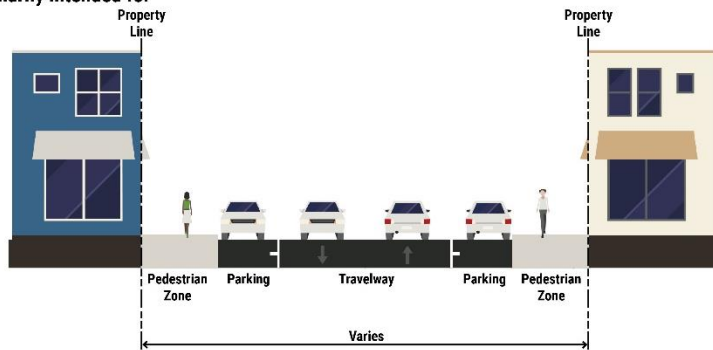 Property
Line
Property
Line
Pedestrian
Zone
Parking
Travelway
Parking
Pedestrian
Zone
Varies